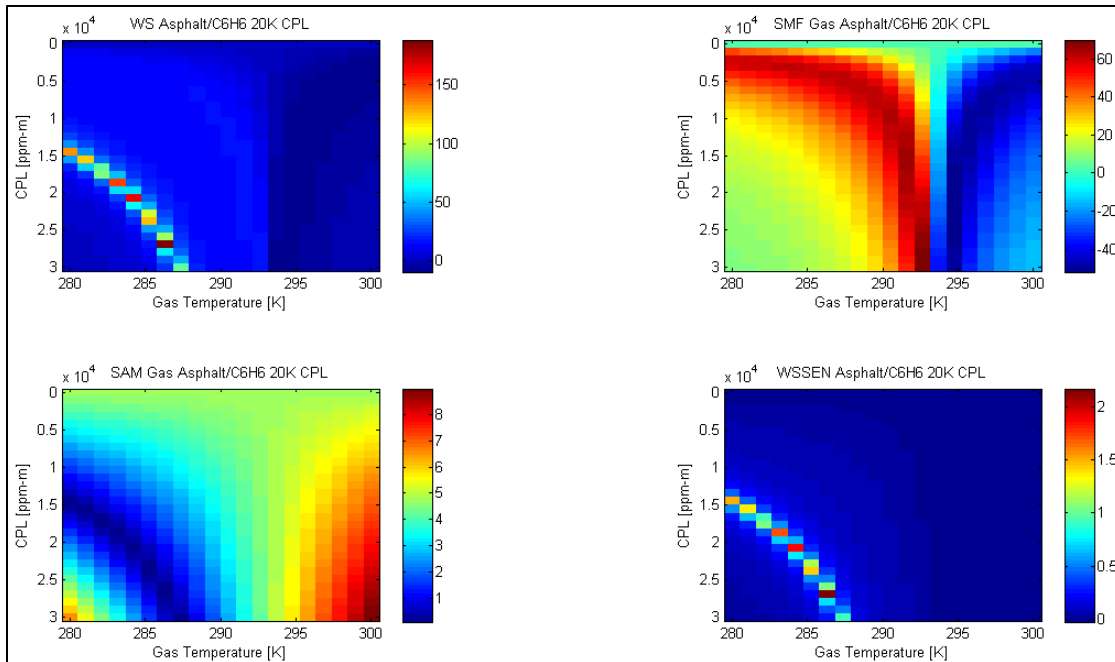 WS Asphalt/C6H6 20K CPL
x 10^4
0
0.5
1
1.5
2
2.5
3
CPL [ppm-m]
280 285 290 295 300
Gas Temperature [K]
150
100
50
0
SMF Gas Asphalt/C6H6 20K CPL
x 10^4
0
0.5
1
1.5
2
2.5
3
CPL [ppm-m]
280 285 290 295 300
Gas Temperature [K]
60
40
20
0
-20
-40
SAM Gas Asphalt/C6H6 20K CPL
x 10^4
0
0.5
1
1.5
2
2.5
3
CPL [ppm-m]
280 285 290 295 300
Gas Temperature [K]
8
7
6
5
4
3
2
1
WSSEN Asphalt/C6H6 20K CPL
x 10^4
0
0.5
1
1.5
2
2.5
3
CPL [ppm-m]
280 285 290 295 300
Gas Temperature [K]
2
1.5
1
0.5
0